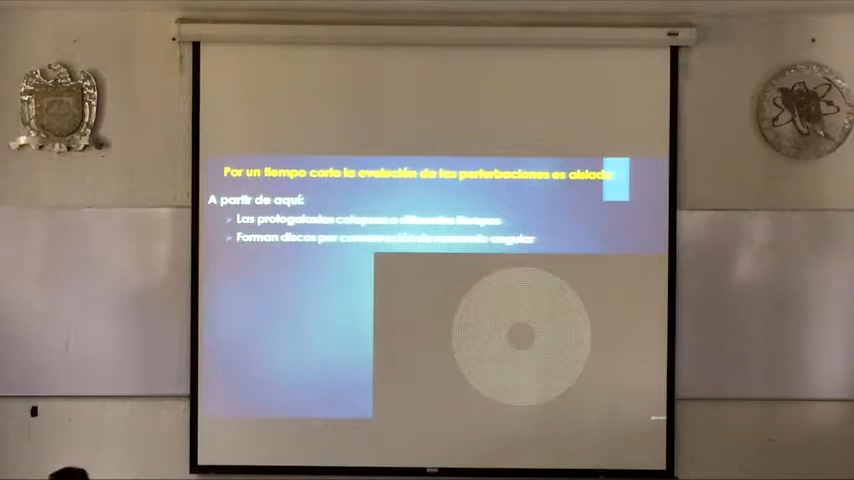 Por un tiempo corto la evolución de las perturbaciones es aislada
A partir de aquí:
Las protogalaxias colapsan a diferentes tiempos
Forman discos por conservación de momento angular